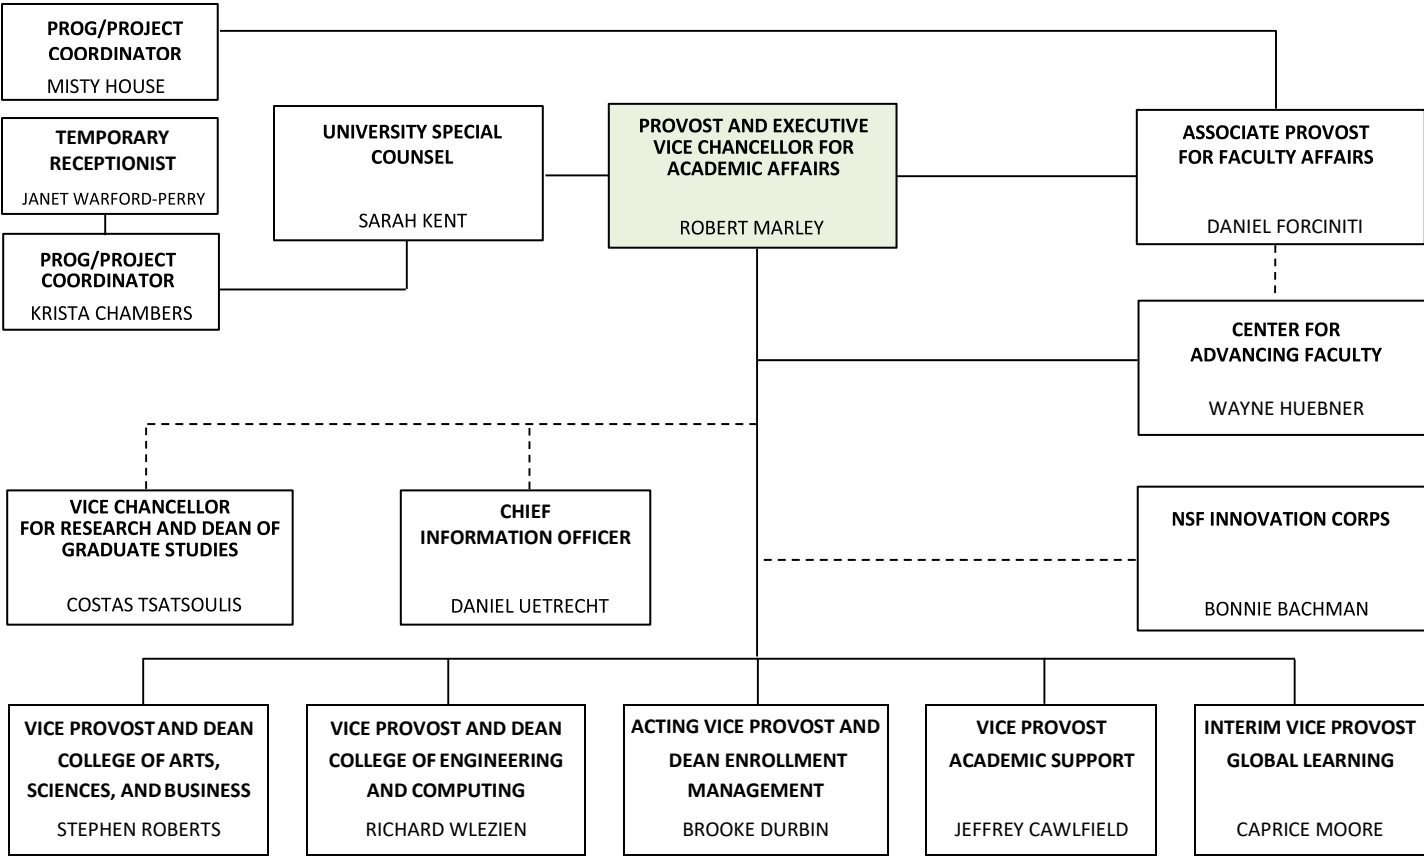 PROG/PROJECT
COORDINATOR
MISTY HOUSE
TEMPORARY
RECEPTIONIST
JANET WARFORD-PERRY
PROG/PROJECT
COORDINATOR
KRISTA CHAMBERS
UNIVERSITY SPECIAL
COUNSEL
SARAH KENT
PROVOST AND EXECUTIVE
VICE CHANCELLOR FOR
ACADEMIC AFFAIRS
ROBERT MARLEY
ASSOCIATE PROVOST
FOR FACULTY AFFAIRS
DANIEL FORCINITI
CENTER FOR
ADVANCING FACULTY
WAYNE HUEBNER
VICE CHANCELLOR
FOR RESEARCH AND DEAN OF
GRADUATE STUDIES
COSTAS TSATSOULIS
CHIEF
INFORMATION OFFICER
DANIEL UETRECHT
NSF INNOVATION CORPS
BONNIE BACHMAN
VICE PROVOST AND DEAN
COLLEGE OF ARTS,
SCIENCES, AND BUSINESS
STEPHEN ROBERTS
VICE PROVOST AND DEAN
COLLEGE OF ENGINEERING
AND COMPUTING
RICHARD WLEZIEN
ACTING VICE PROVOST AND
DEAN ENROLLMENT
MANAGEMENT
BROOKE DURBIN
VICE PROVOST
ACADEMIC SUPPORT
JEFFREY CAWLFIELD
INTERIM VICE PROVOST
GLOBAL LEARNING
CAPRICE MOORE